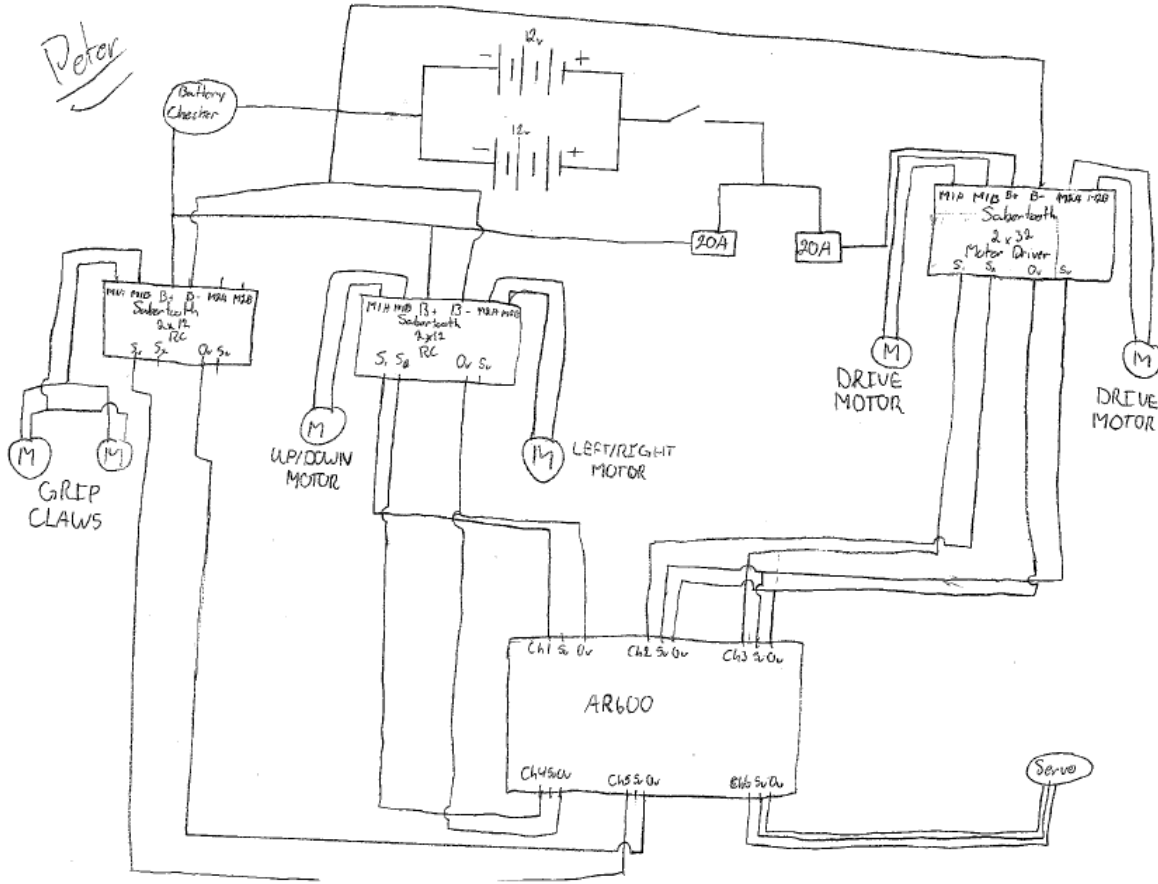 Peter
12v
- +
Battery
Checker
12v
- +
20A
20A
M1A M1B B+ B- M2A M2B
Sabertooth
2x32
Motor Driver
S1 S2 0v 5v
M1A M1B B+ B- M2A M2B
Sabertooth
2x12
RC
S1 S2 0v 5v
M1A M1B B+ B- M2A M2B
Sabertooth
2x12
RC
S1 S2 0v 5v
M
DRIVE
MOTOR
M
DRIVE
MOTOR
M
M
GRIP
CLAWS
M
UP/DOWN
MOTOR
M
LEFT/RIGHT
MOTOR
Ch1 5v 0v
Ch2 5v 0v
Ch3 5v 0v
AR600
Ch4 5v 0v
Ch5 5v 0v
Ch6 5v 0v
Servo